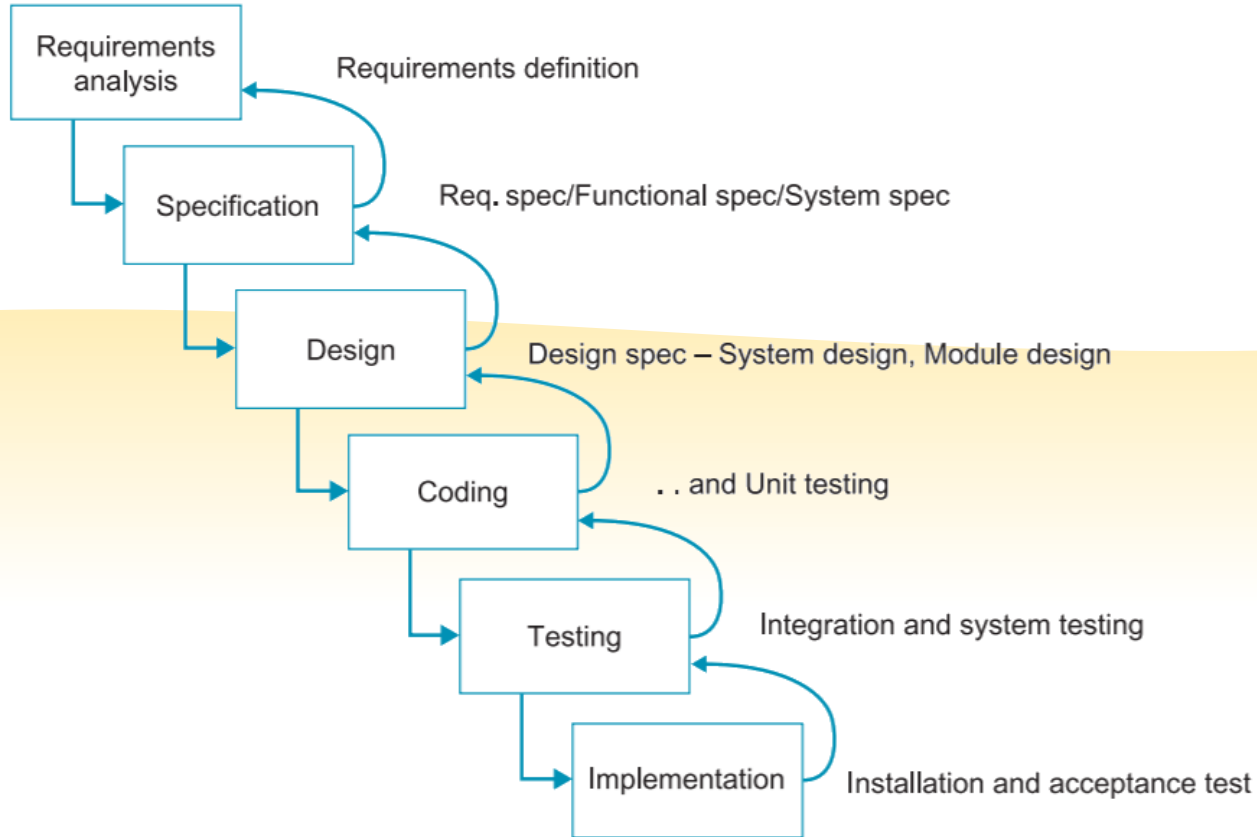 Requirements
analysis
Requirements definition
Specification
Req. spec/Functional spec/System spec
Design
Design spec – System design, Module design
Coding
. . and Unit testing
Testing
Integration and system testing
Implementation
Installation and acceptance test